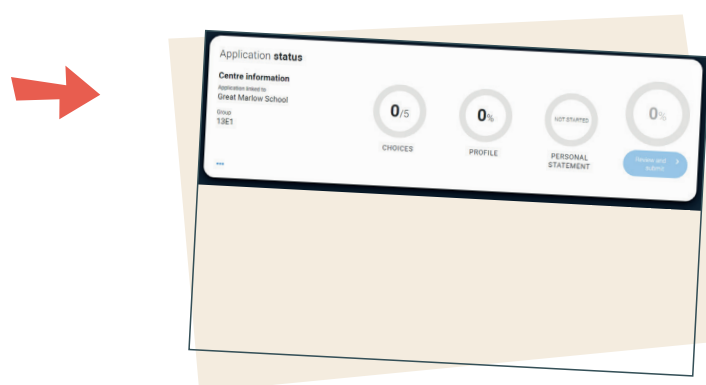 Application status
Centre information
Application linked to:
Great Marlow School
Group
13E1
0/5
CHOICES
0%
PROFILE
NOT STARTED
PERSONAL
STATEMENT
0%
Review and
submit